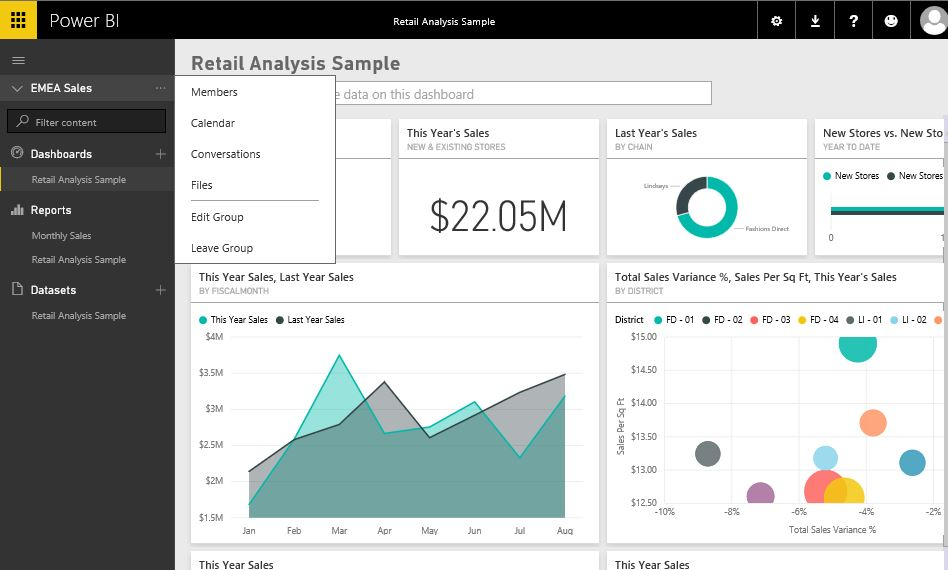 Power BI
Retail Analysis Sample
?
EMEA Sales
...
Filter content
Dashboards
Retail Analysis Sample
Reports
Monthly Sales
Retail Analysis Sample
Datasets
Retail Analysis Sample
Members
Calendar
Conversations
Files
Edit Group
Leave Group
Retail Analysis Sample
data on this dashboard
This Year's Sales
NEW & EXISTING STORES
$22.05M
Last Year's Sales
BY CHAIN
Lindseys
Fashions Direct
New Stores vs. New Sto
YEAR TO DATE
New Stores New Stores
0 1
This Year Sales, Last Year Sales
BY FISCALMONTH
This Year Sales Last Year Sales
$4M
$3.5M
$3M
$2.5M
$2M
$1.5M
Jan Feb Mar Apr May Jun Jul Aug
Total Sales Variance %, Sales Per Sq Ft, This Year's Sales
BY DISTRICT
District FD - 01 FD - 02 FD - 03 FD - 04 LI - 01 LI - 02
Sales Per Sq Ft
$15.00
$14.50
$14.00
$13.50
$13.00
$12.50
-10% -8% -6% -4% -2%
Total Sales Variance %
This Year Sales
This Year Sales